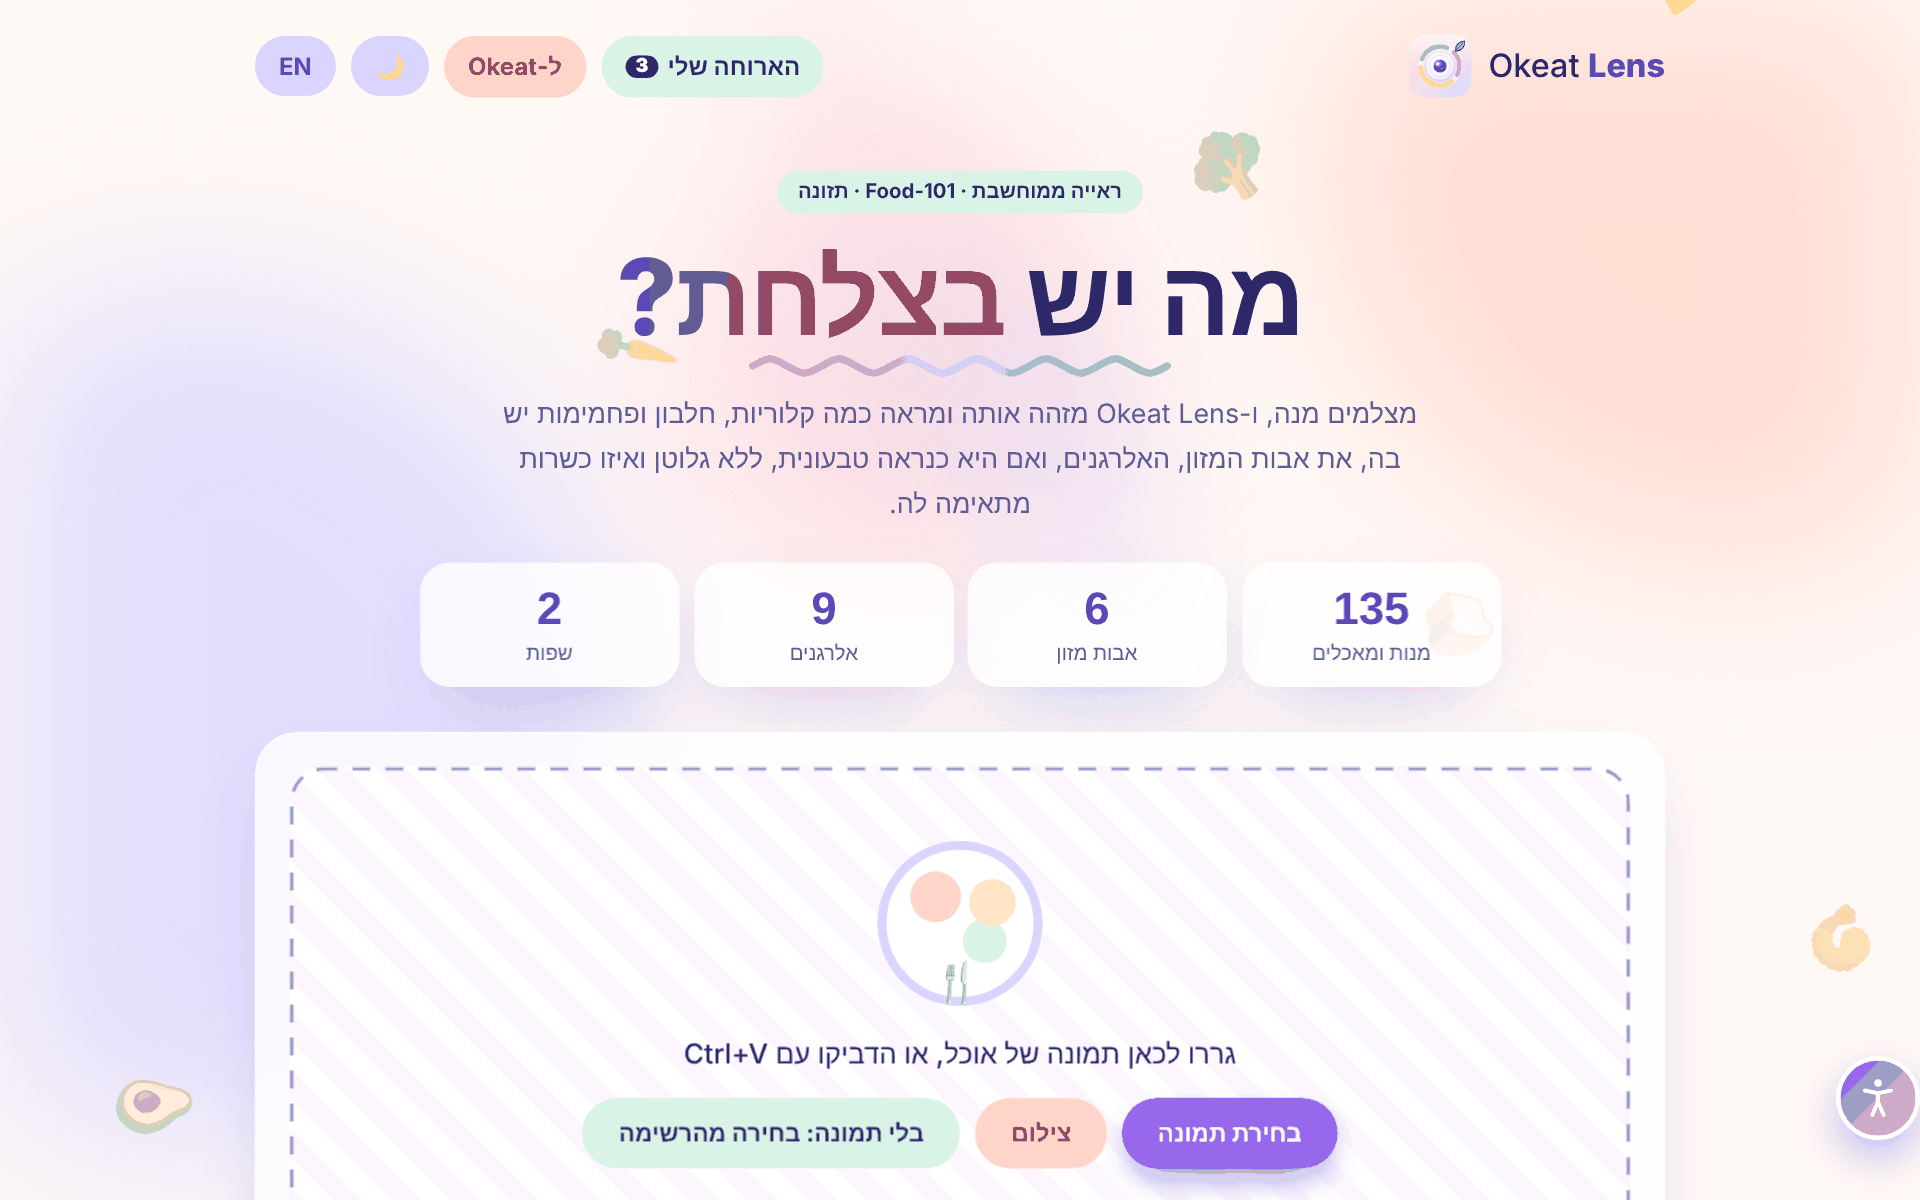 Okeat Lens
הארוחה שלי 3
ל-Okeat
EN
ראייה ממוחשבת · Food-101 · תזונה
מה יש בצלחת?
מצלמים מנה, ו-Okeat Lens מזהה אותה ומראה כמה קלוריות, חלבון ופחמימות יש
בה, את אבות המזון, האלרגנים, ואם היא כנראה טבעונית, ללא גלוטן ואיזו כשרות
מתאימה לה.
135
מנות ומאכלים
6
אבות מזון
9
אלרגנים
2
שפות
גררו לכאן תמונה של אוכל, או הדביקו עם Ctrl+V
בחירת תמונה
צילום
בלי תמונה: בחירה מהרשימה